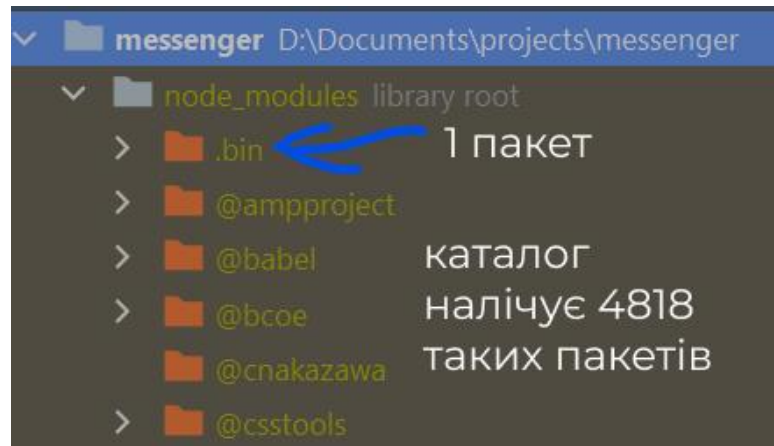 messenger D:\Documents\projects\messenger
node_modules library root
.bin
1 пакет
@ampproject
@babel
@bcoe
@cnakazawa
@csstools
каталог
налічує 4818
таких пакетів